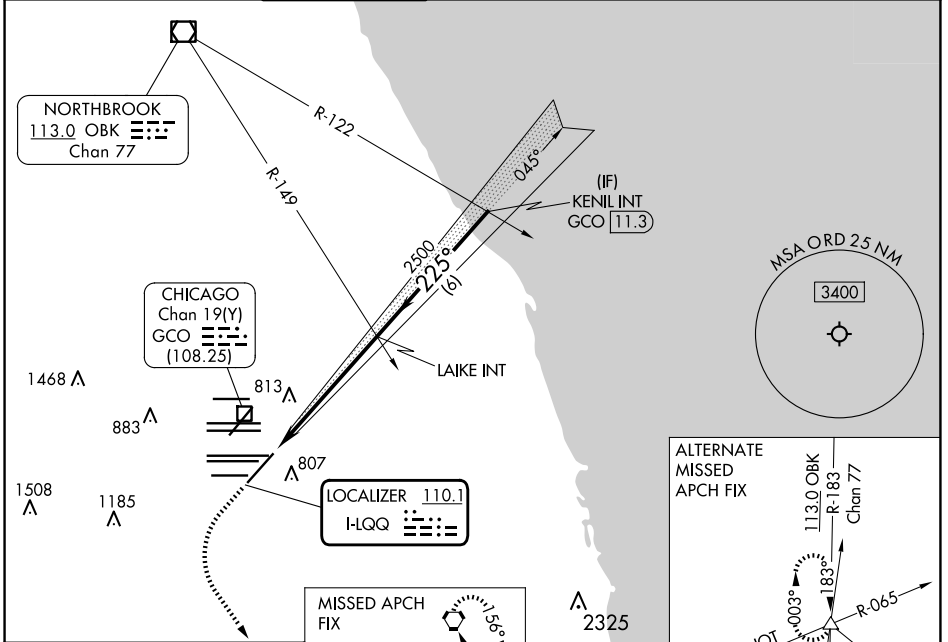 NORTHBROOK
113.0 OBK
Chan 77
R-122
R-149
045°
(IF)
KENIL INT
GCO 11.3
2500
225°
(6)
MSA ORD 25 NM
3400
CHICAGO
Chan 19(Y)
GCO
(108.25)
LAIKE INT
1468
813
883
807
1508
1185
LOCALIZER 110.1
I-LQQ
MISSED APCH
FIX
156°
2325
ALTERNATE
MISSED
APCH FIX
113.0 OBK
R-183
Chan 77
003°
183°
R-065